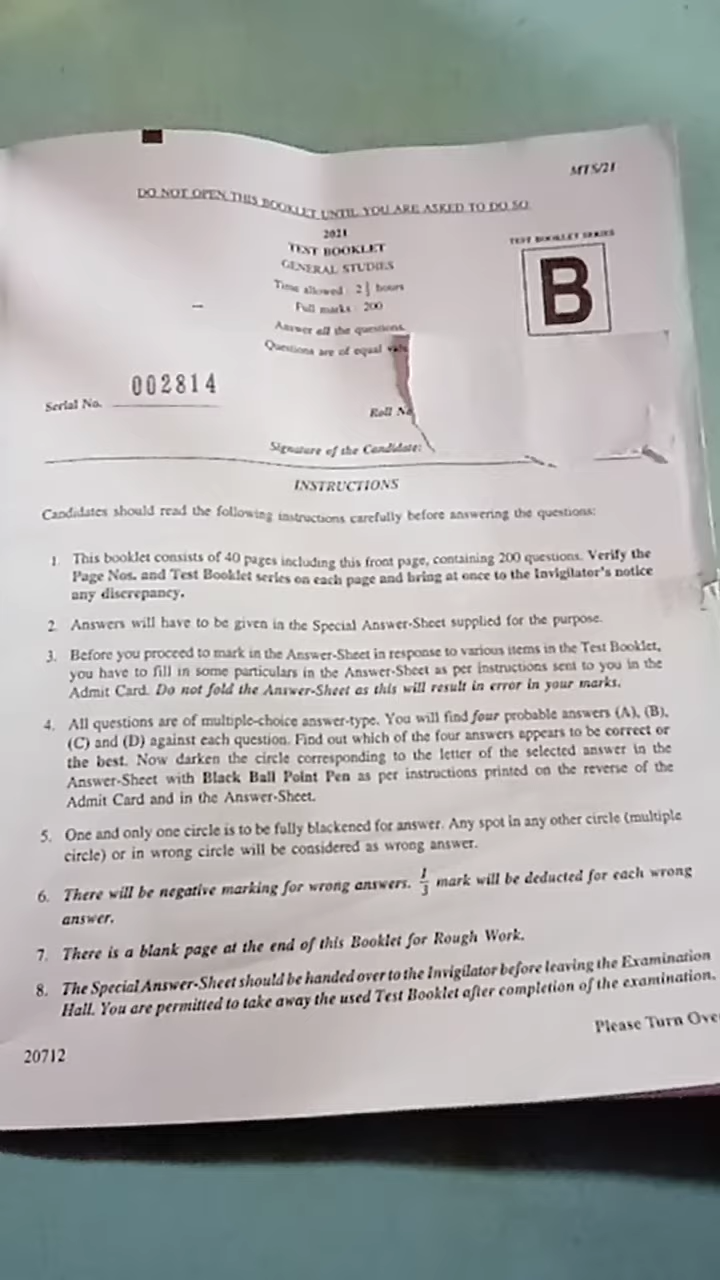 MTS/21
DO NOT OPEN THIS BOOKLET UNTIL YOU ARE ASKED TO DO SO
2021
TEST BOOKLET
GENERAL STUDIES
TEST BOOKLET SERIES
B
Time allowed : 2½ hours
Full marks : 200
Answer all the questions.
Questions are of equal
Serial No. 002814
Roll No
Signature of the Candidate:
INSTRUCTIONS
Candidates should read the following instructions carefully before answering the questions:
1. This booklet consists of 40 pages including this front page, containing 200 questions. Verify the
Page Nos. and Test Booklet series on each page and bring at once to the Invigilator's notice
any discrepancy.
2. Answers will have to be given in the Special Answer-Sheet supplied for the purpose.
3. Before you proceed to mark in the Answer-Sheet in response to various items in the Test Booklet,
you have to fill in some particulars in the Answer-Sheet as per instructions sent to you in the
Admit Card. Do not fold the Answer-Sheet as this will result in error in your marks.
4. All questions are of multiple-choice answer-type. You will find four probable answers (A), (B),
(C) and (D) against each question. Find out which of the four answers appears to be correct or
the best. Now darken the circle corresponding to the letter of the selected answer in the
Answer-Sheet with Black Ball Point Pen as per instructions printed on the reverse of the
Admit Card and in the Answer-Sheet.
5. One and only one circle is to be fully blackened for answer. Any spot in any other circle (multiple
circle) or in wrong circle will be considered as wrong answer.
6. There will be negative marking for wrong answers. 1/3 mark will be deducted for each wrong
answer.
7. There is a blank page at the end of this Booklet for Rough Work.
8. The Special Answer-Sheet should be handed over to the Invigilator before leaving the Examination
Hall. You are permitted to take away the used Test Booklet after completion of the examination.
Please Turn Ove
20712